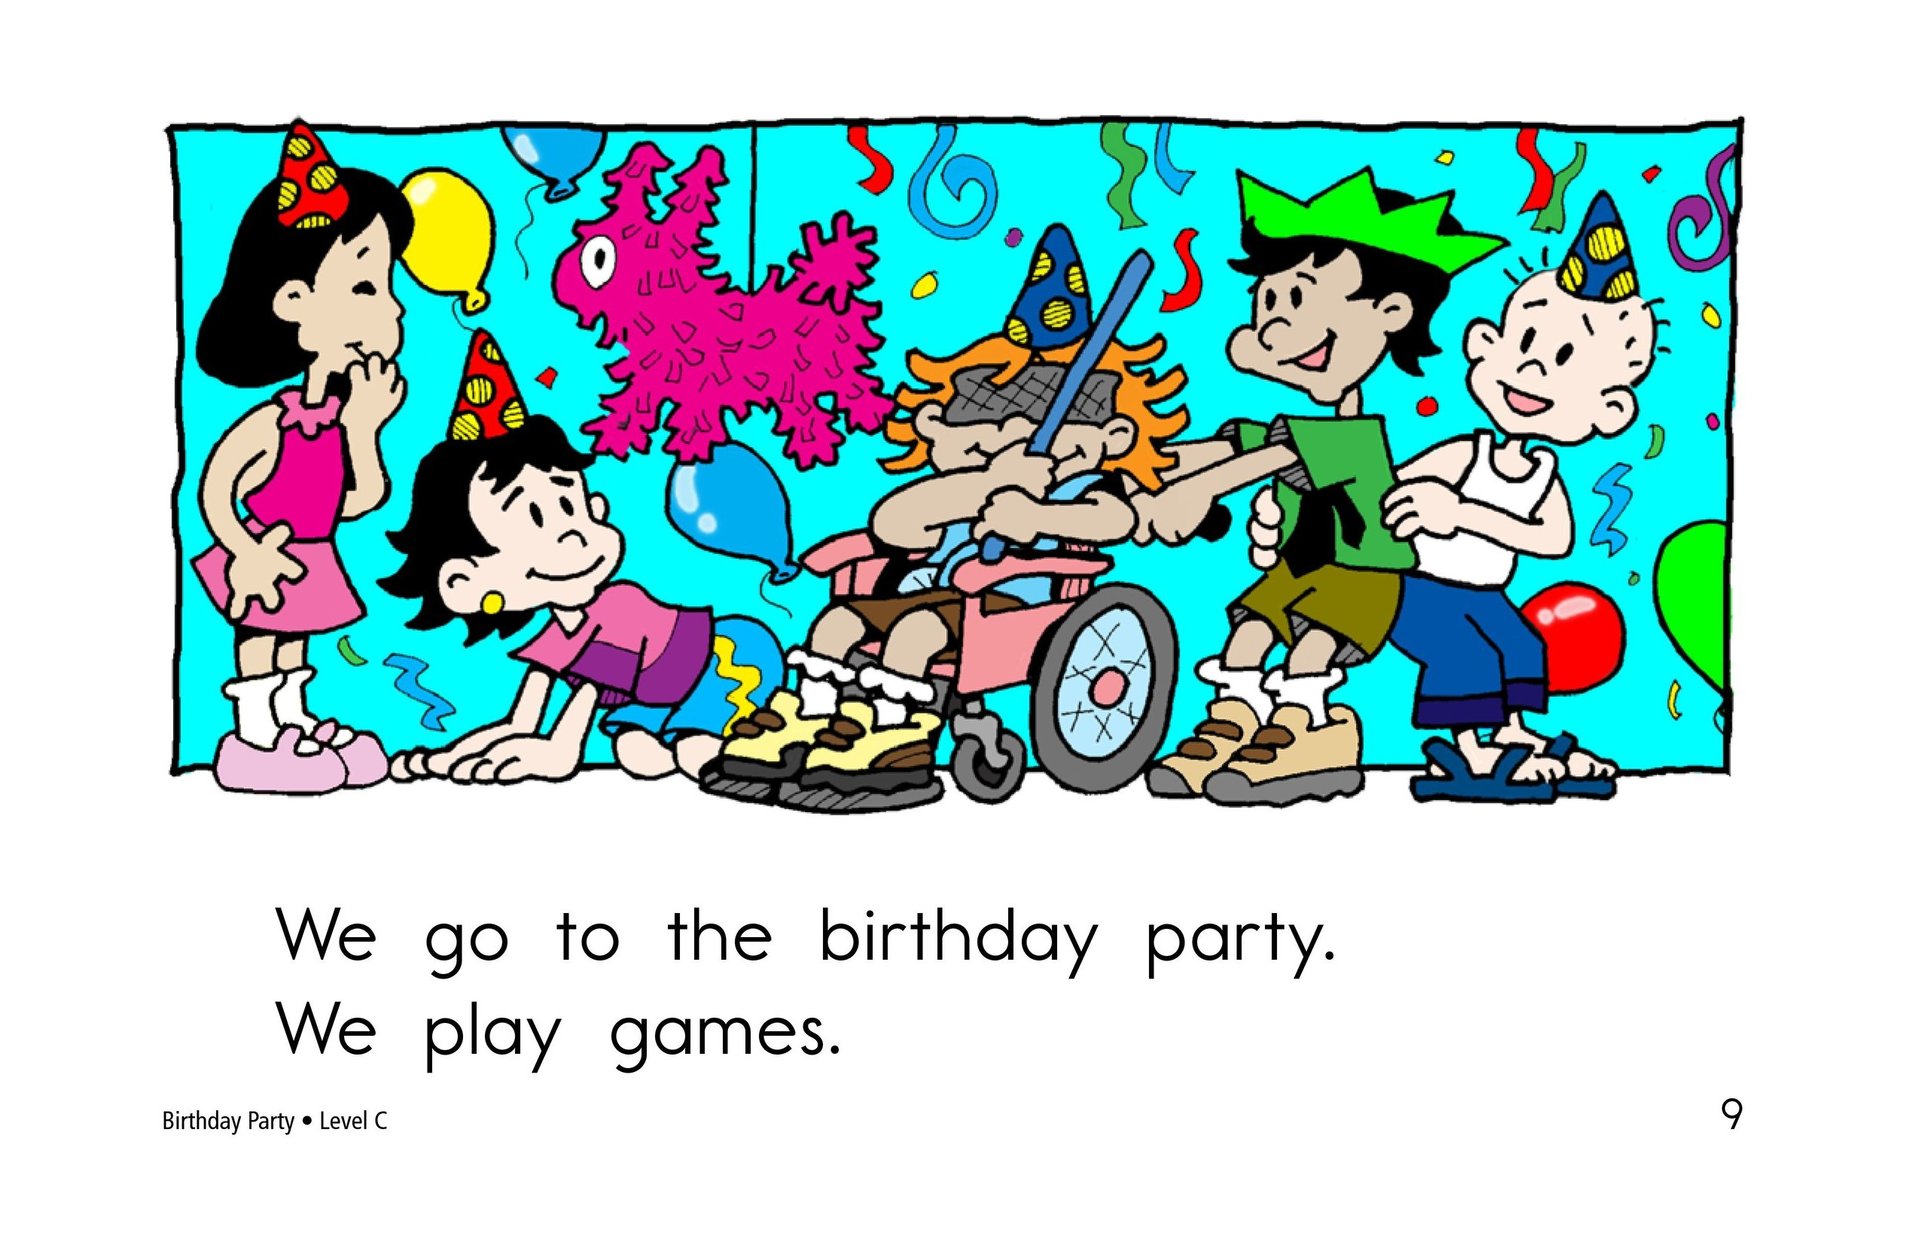 We go to the birthday party.
We play games.
Birthday Party • Level C
9